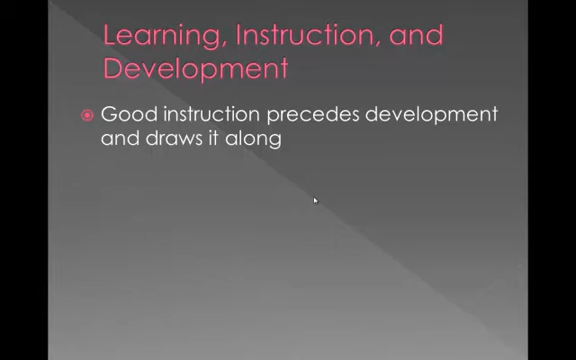 Learning, Instruction, and
Development
Good instruction precedes development
and draws it along